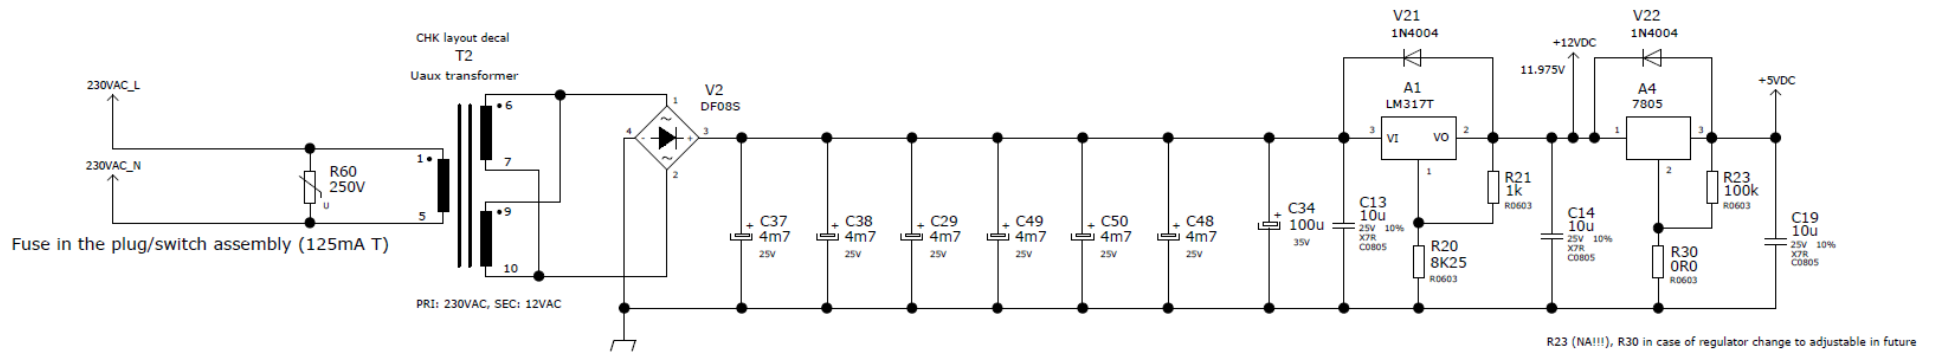 CHK layout decal
T2
Uaux transformer
230VAC_L
230VAC_N
R60
250V
U
1
5
6
7
9
10
Fuse in the plug/switch assembly (125mA T)
PRI: 230VAC, SEC: 12VAC
V2
DF08S
1
4
3
2
~
~
-
+
+
C37
4m7
25V
+
C38
4m7
25V
+
C29
4m7
25V
+
C49
4m7
25V
+
C50
4m7
25V
+
C48
4m7
25V
+
C34
100u
35V
C13
10u
25V 10%
X7R
C0805
V21
1N4004
A1
LM317T
3
VI
VO
2
1
R21
1k
R0603
R20
8K25
R0603
+12VDC
11.975V
C14
10u
25V 10%
X7R
C0805
V22
1N4004
A4
7805
1
3
2
R23
100k
R0603
R30
0R0
R0603
+5VDC
C19
10u
25V 10%
X7R
C0805
R23 (NA!!!), R30 in case of regulator change to adjustable in future